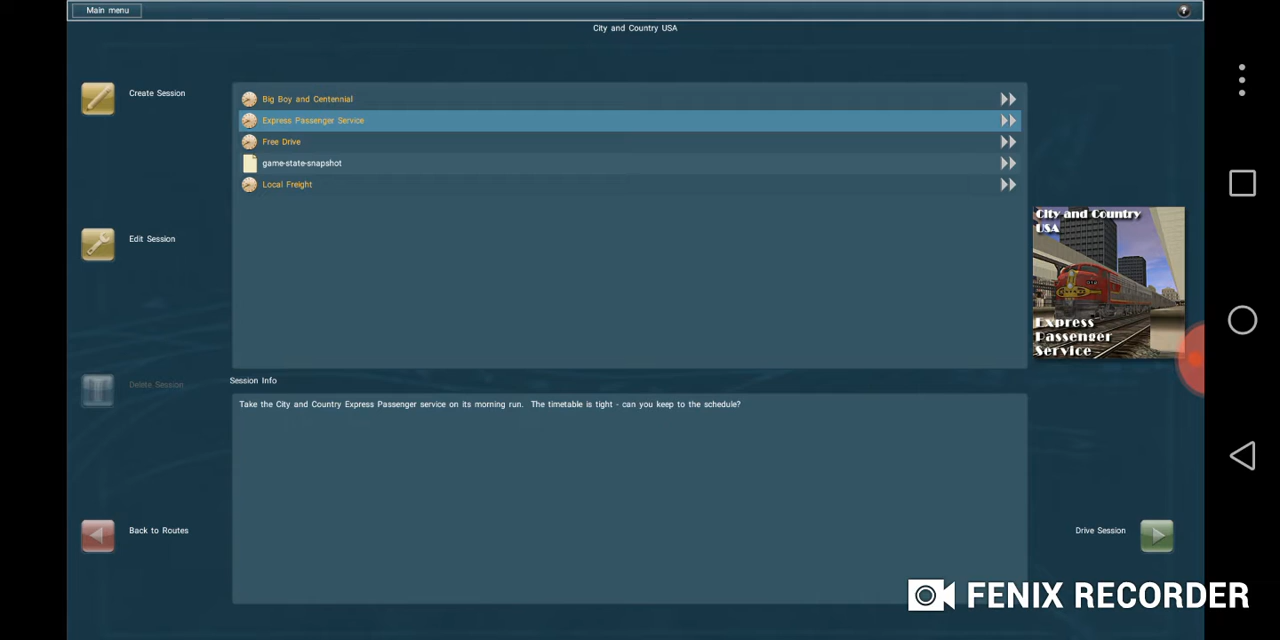 Main menu
?
City and Country USA
Create Session
Big Boy and Centennial
Express Passenger Service
Free Drive
game-state-snapshot
Local Freight
Edit Session
City and Country
USA
Express
Passenger
Service
Delete Session
Session Info
Take the City and Country Express Passenger service on its morning run. The timetable is tight - can you keep to the schedule?
Back to Routes
Drive Session
FENIX RECORDER